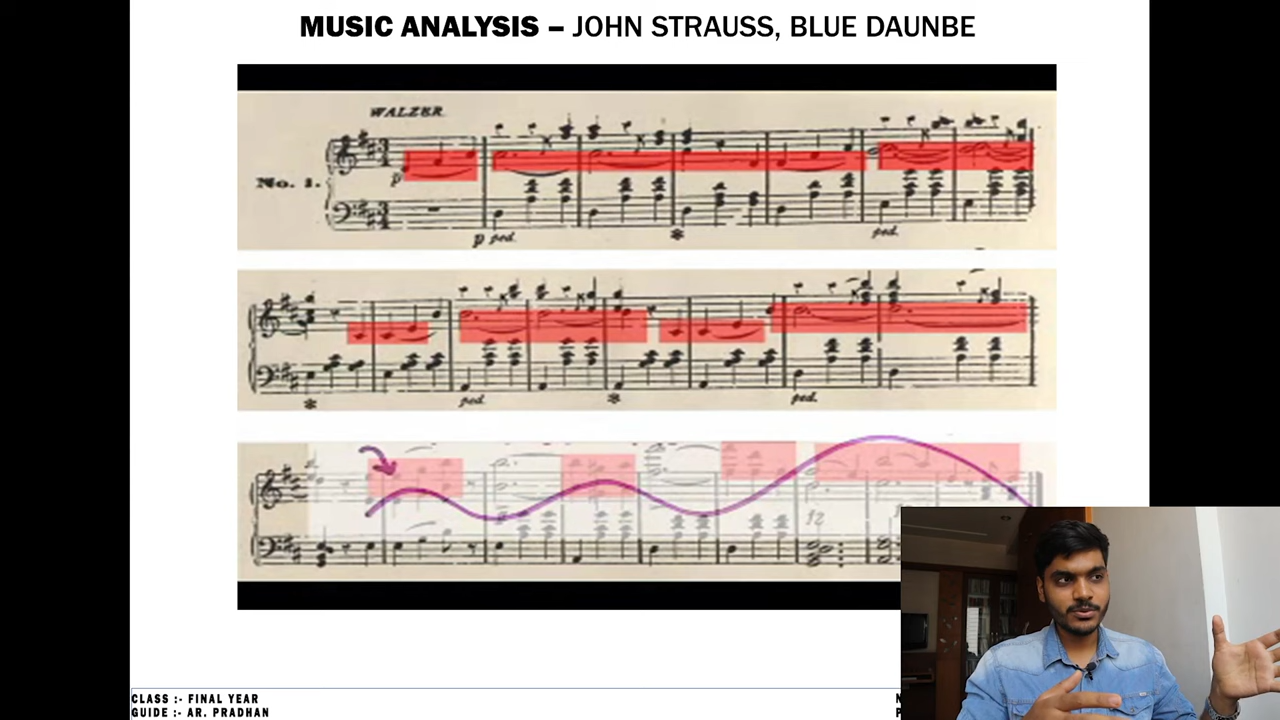 MUSIC ANALYSIS – JOHN STRAUSS, BLUE DAUNBE
WALZER
No. 1.
p
p ped.
ped.
ped.
ped.
12
CLASS :- FINAL YEAR
GUIDE :- AR. PRADHAN